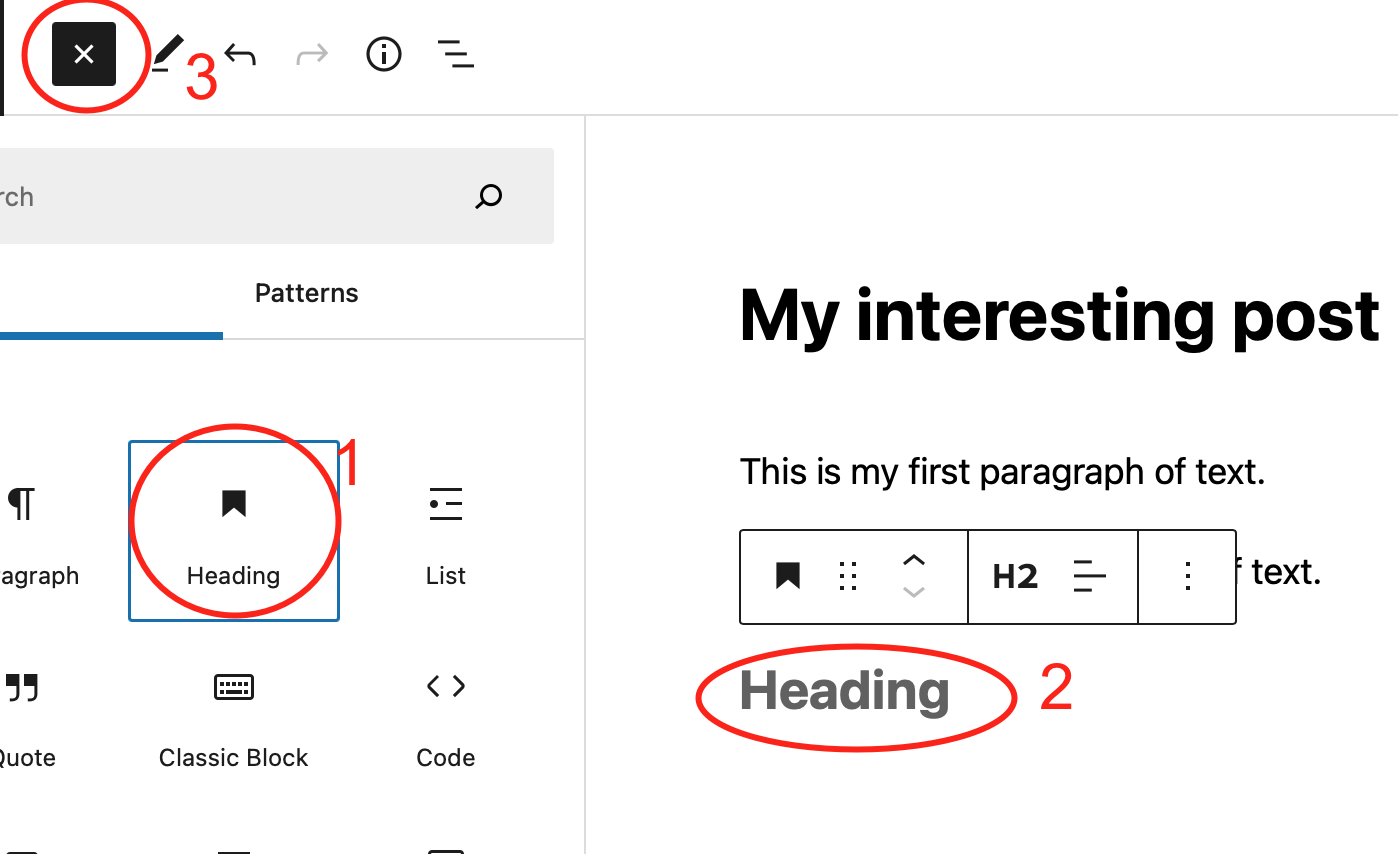 3
rch
Patterns
My interesting post
This is my first paragraph of text.
1
ragraph
Heading
List
H2
f text.
Heading
2
Quote
Classic Block
Code